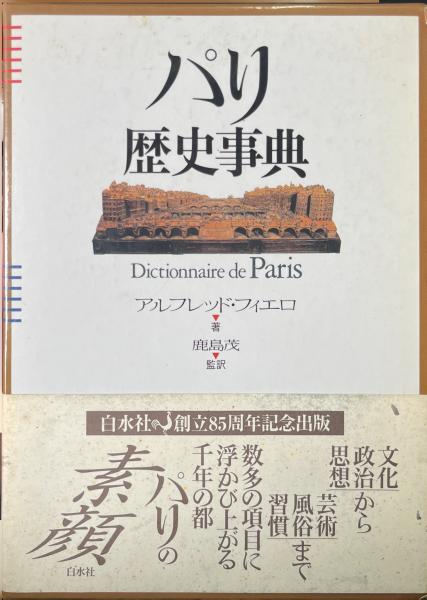 パリ
歴史事典
Dictionnaire de Paris
アルフレッド・フィエロ
著
鹿島茂
監訳
白水社 創立85周年記念出版
文化
政治から
思想
芸術
風俗まで
習慣
数多の項目に
浮かび上がる
千年の都
パリの
素顔
白水社